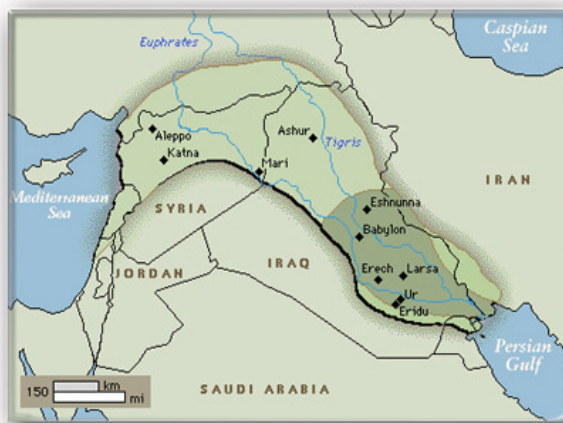 Caspian
Sea
Euphrates
Aleppo
Ashur
Tigris
Katna
Mari
IRAN
Mediterranean
Sea
SYRIA
Eshnunna
Babylon
JORDAN
IRAQ
Erech
Larsa
Ur
Eridu
Persian
Gulf
150 km
mi
SAUDI ARABIA